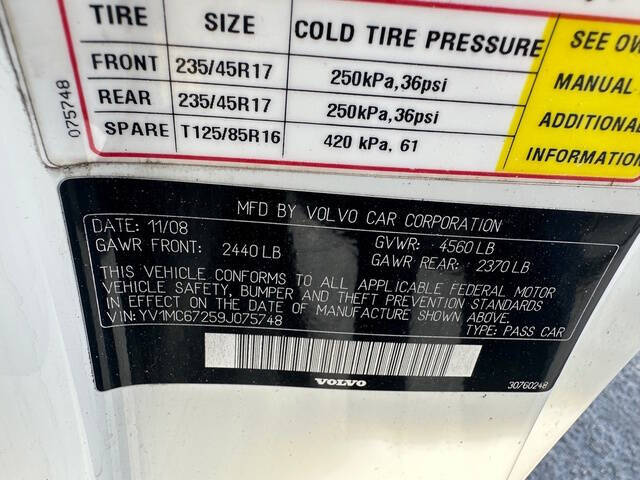 TIRE SIZE COLD TIRE PRESSURE
FRONT 235/45R17 250kPa,36psi
REAR 235/45R17 250kPa,36psi
SPARE T125/85R16 420 kPa, 61
SEE OW
MANUAL
ADDITIONA
INFORMATION
075748
MFD BY VOLVO CAR CORPORATION
DATE: 11/08 GVWR: 4560 LB
GAWR FRONT: 2440 LB GAWR REAR: 2370 LB
THIS VEHICLE CONFORMS TO ALL APPLICABLE FEDERAL MOTOR
VEHICLE SAFETY, BUMPER AND THEFT PREVENTION STANDARDS
IN EFFECT ON THE DATE OF MANUFACTURE SHOWN ABOVE.
VIN:YV1MC67259J075748 TYPE: PASS CAR
VOLVO 30760248